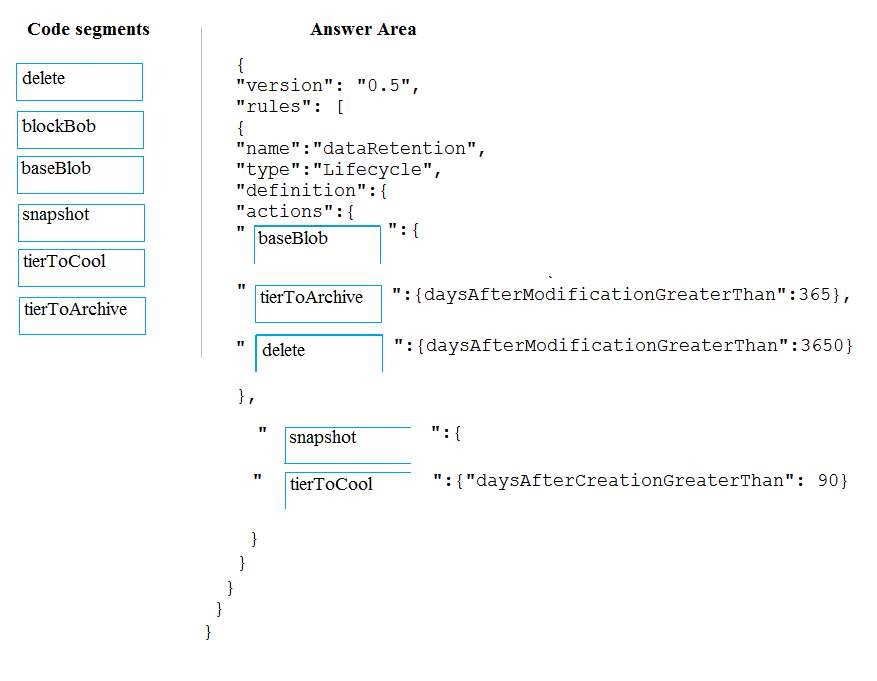 Code segments
Answer Area
delete
blockBob
baseBlob
snapshot
tierToCool
tierToArchive
{
"version": "0.5",
"rules": [
{
"name":"dataRetention",
"type":"Lifecycle",
"definition":{
"actions":{
" baseBlob ":{
" tierToArchive ":{daysAfterModificationGreaterThan":365},
" delete ":{daysAfterModificationGreaterThan":3650}
},
" snapshot ":{
" tierToCool ":{"daysAfterCreationGreaterThan": 90}
}
}
}
}
}